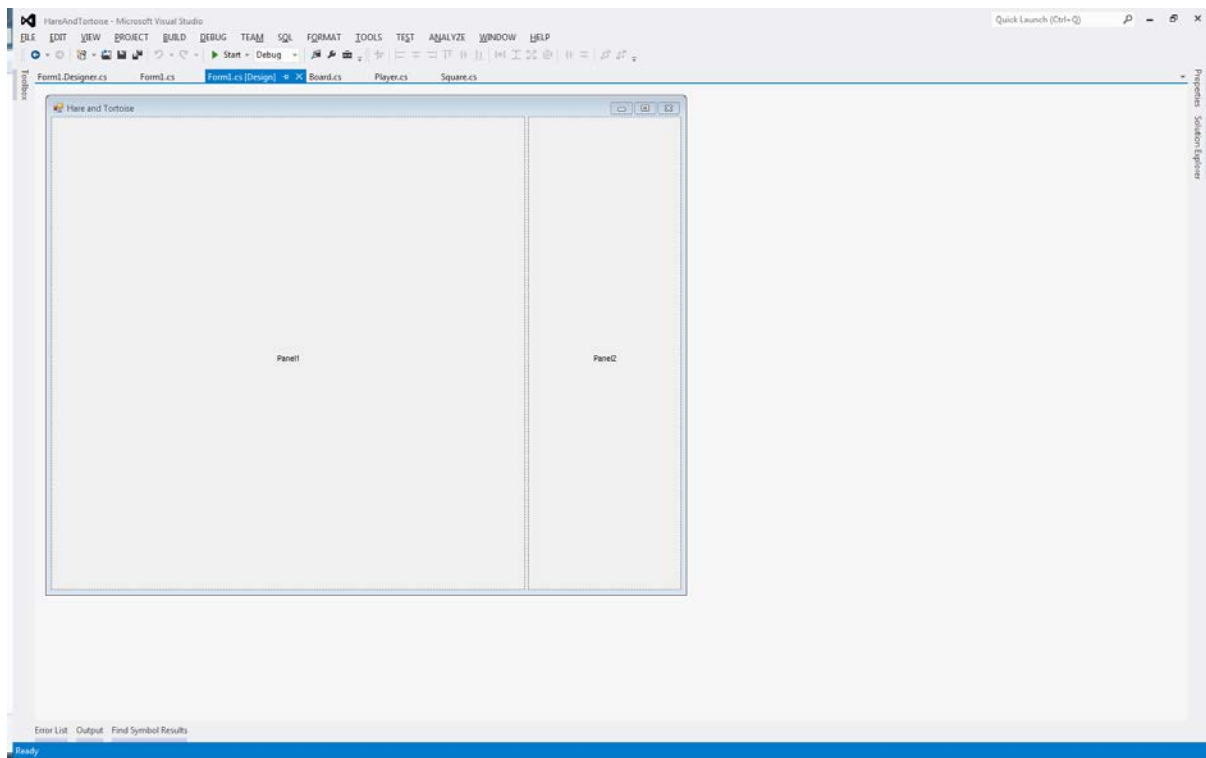 HareAndTortoise - Microsoft Visual Studio
Quick Launch (Ctrl+Q)
FILE EDIT VIEW PROJECT BUILD DEBUG TEAM SQL FORMAT TOOLS TEST ANALYZE WINDOW HELP
Start Debug
Toolbox
Form1.Designer.cs Form1.cs Form1.cs [Design] Board.cs Player.cs Square.cs
Properties Solution Explorer
Hare and Tortoise
Panel1 Panel2
Error List Output Find Symbol Results
Ready